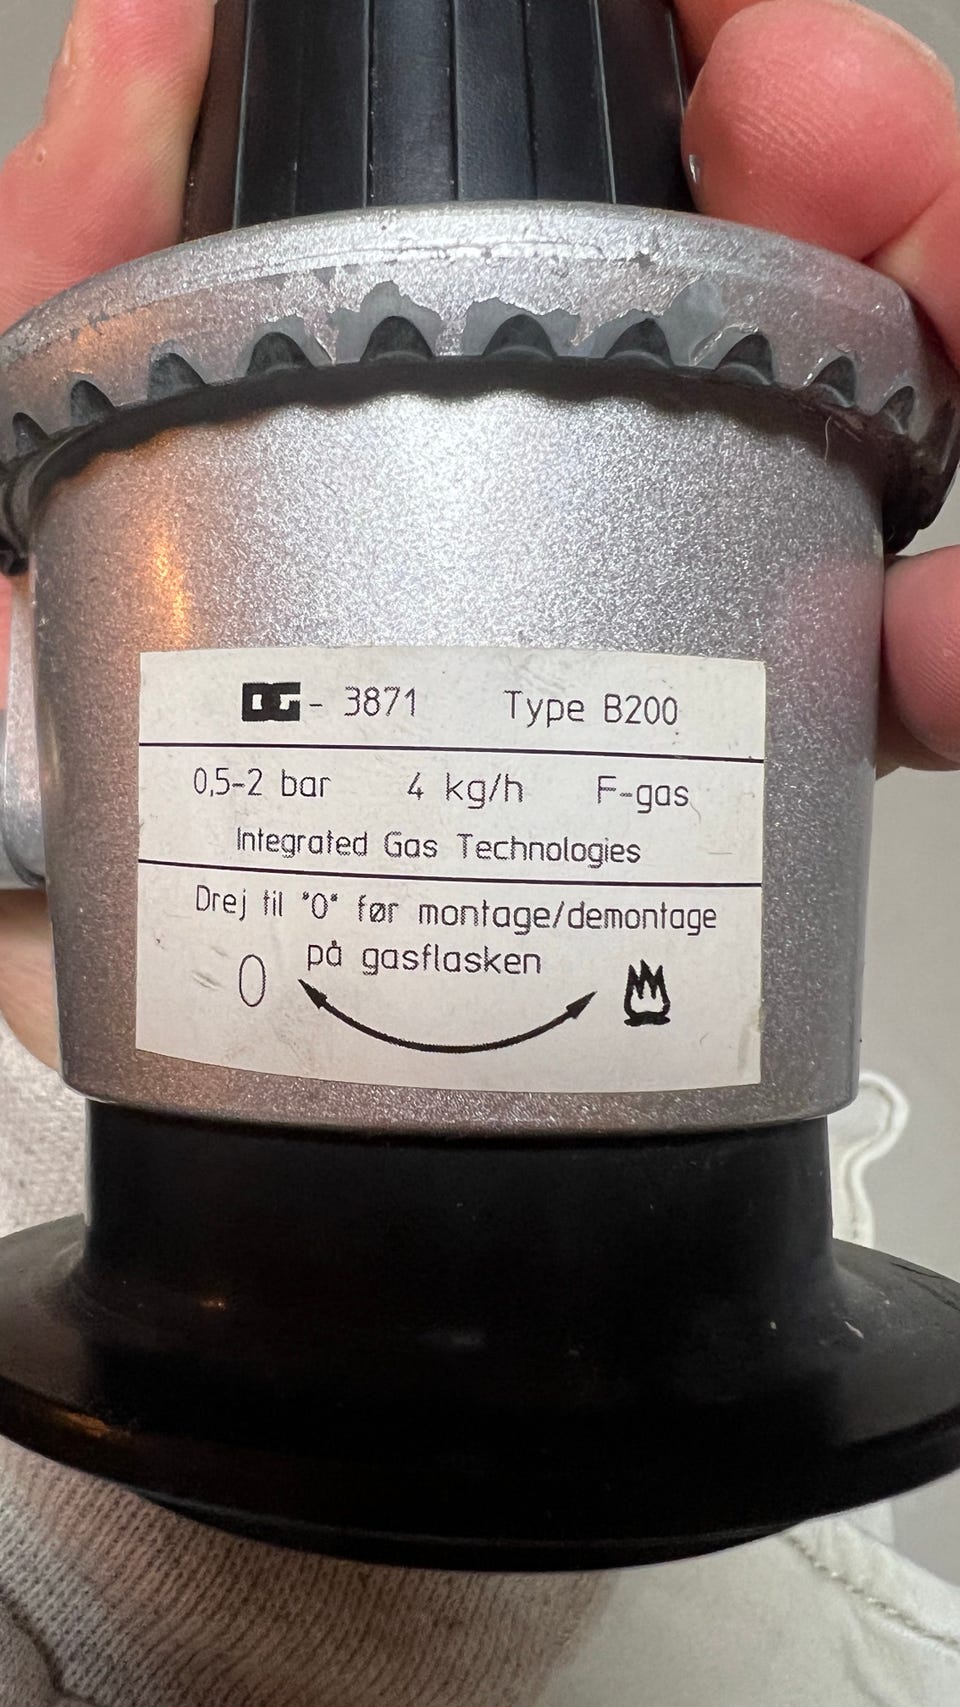 DG - 3871 Type B200
0,5-2 bar 4 kg/h F-gas
Integrated Gas Technologies
Drej til "0" før montage/demontage
på gasflasken
0